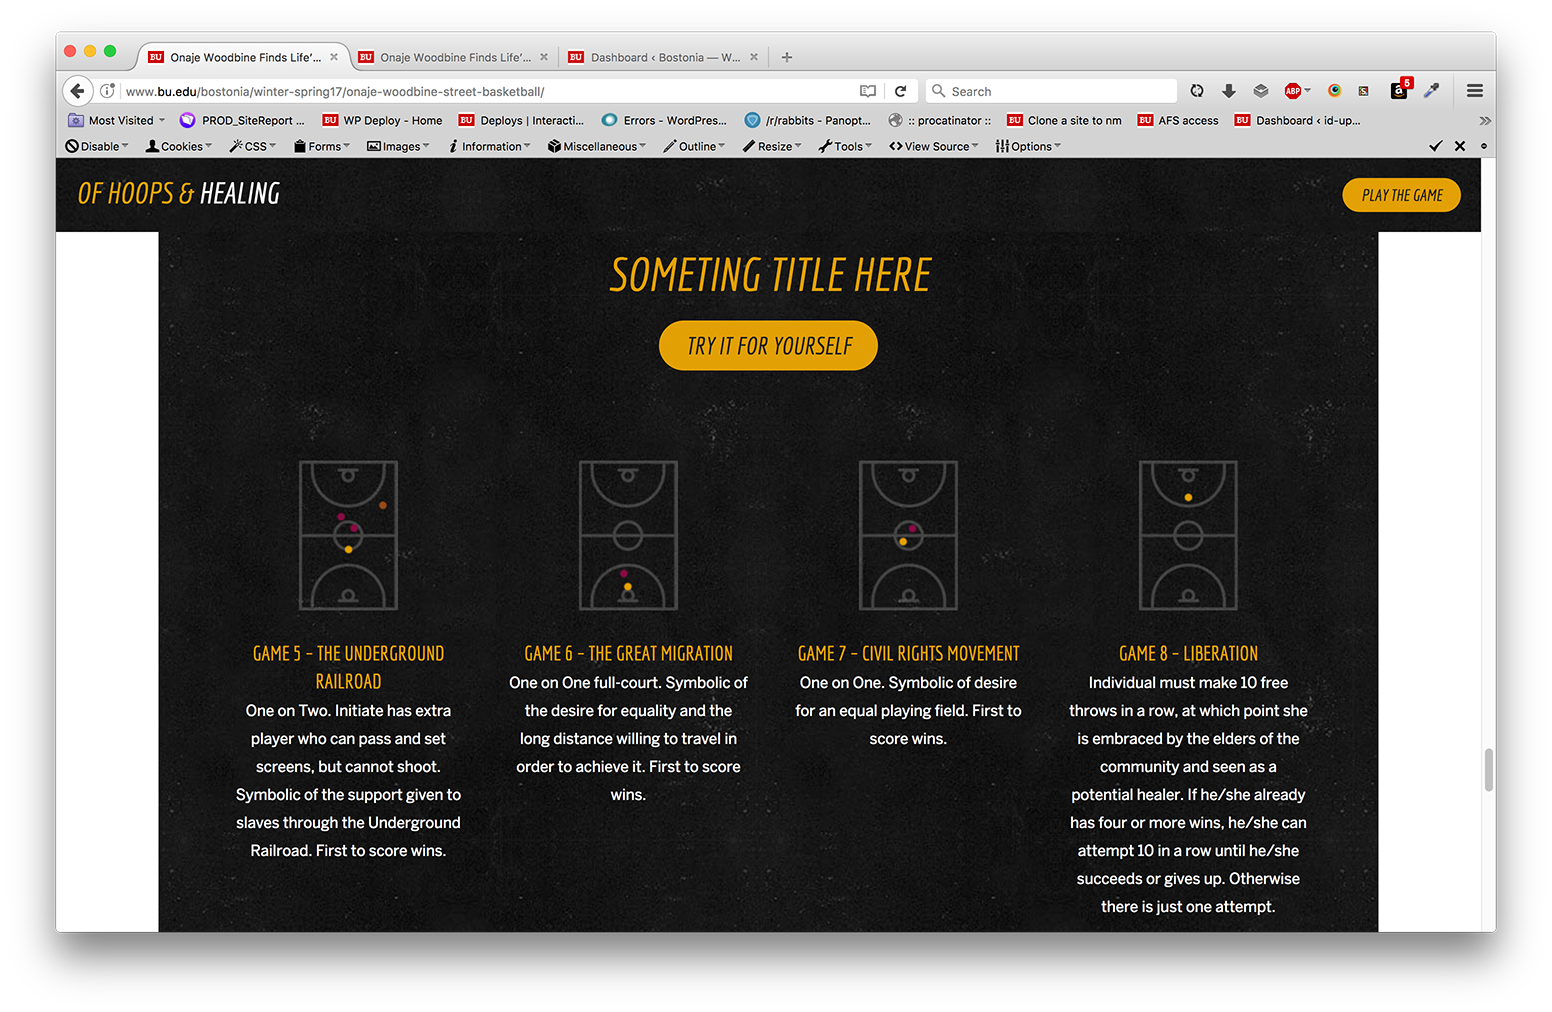 BU Onaje Woodbine Finds Life'...
BU Onaje Woodbine Finds Life'...
BU Dashboard ‹ Bostonia — W...
www.bu.edu/bostonia/winter-spring17/onaje-woodbine-street-basketball/
Search
ABP
a
5
Most Visited
PROD_SiteReport ...
BU WP Deploy - Home
BU Deploys | Interacti...
Errors - WordPres...
/r/rabbits - Panopt...
:: procatinator ::
BU Clone a site to nm
BU AFS access
BU Dashboard ‹ id-up...
Disable
Cookies
CSS
Forms
Images
Information
Miscellaneous
Outline
Resize
Tools
View Source
Options
OF HOOPS & HEALING
PLAY THE GAME
SOMETING TITLE HERE
TRY IT FOR YOURSELF
GAME 5 – THE UNDERGROUND
RAILROAD
One on Two. Initiate has extra
player who can pass and set
screens, but cannot shoot.
Symbolic of the support given to
slaves through the Underground
Railroad. First to score wins.
GAME 6 – THE GREAT MIGRATION
One on One full-court. Symbolic of
the desire for equality and the
long distance willing to travel in
order to achieve it. First to score
wins.
GAME 7 – CIVIL RIGHTS MOVEMENT
One on One. Symbolic of desire
for an equal playing field. First to
score wins.
GAME 8 – LIBERATION
Individual must make 10 free
throws in a row, at which point she
is embraced by the elders of the
community and seen as a
potential healer. If he/she already
has four or more wins, he/she can
attempt 10 in a row until he/she
succeeds or gives up. Otherwise
there is just one attempt.